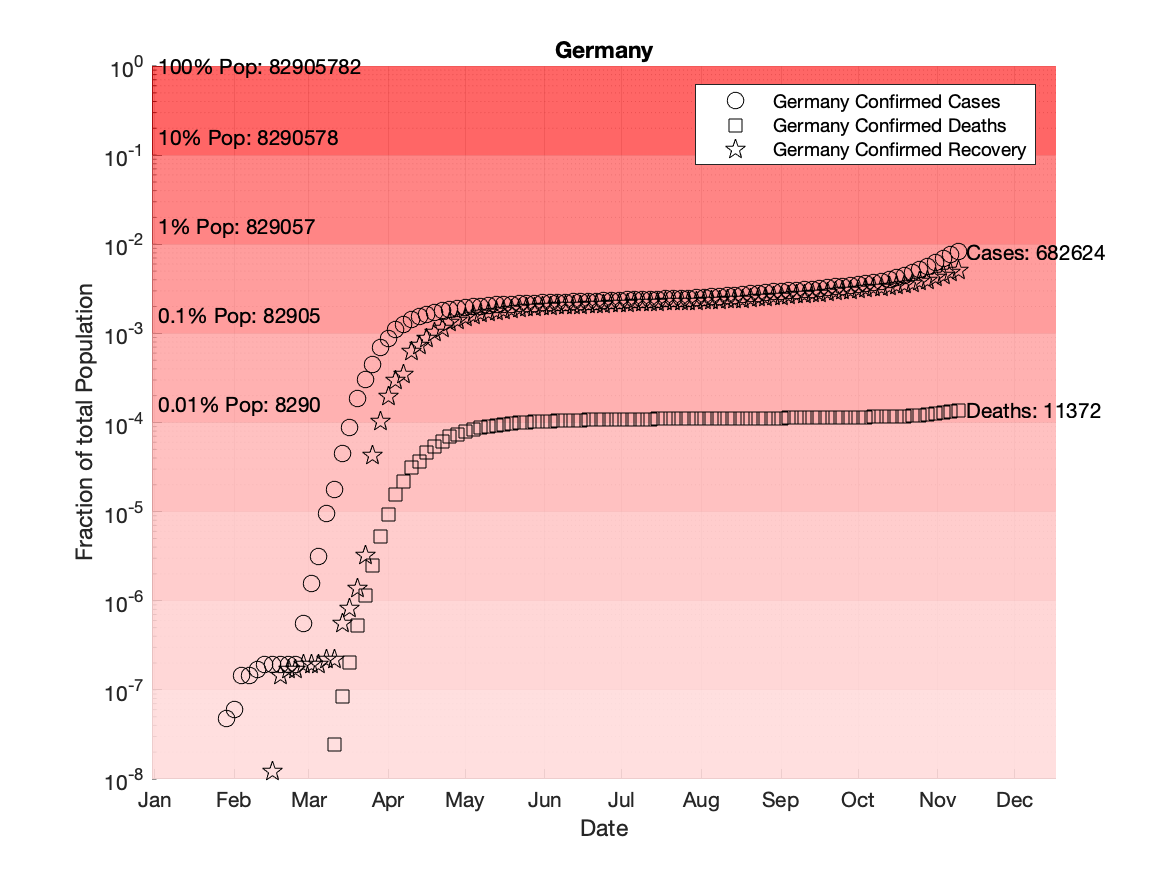 Germany
10^0
100% Pop: 82905782
Germany Confirmed Cases
Germany Confirmed Deaths
Germany Confirmed Recovery
10% Pop: 8290578
10^-1
1% Pop: 829057
10^-2
Cases: 682624
0.1% Pop: 82905
10^-3
0.01% Pop: 8290
10^-4
Deaths: 11372
10^-5
10^-6
10^-7
10^-8
Fraction of total Population
Jan Feb Mar Apr May Jun Jul Aug Sep Oct Nov Dec
Date